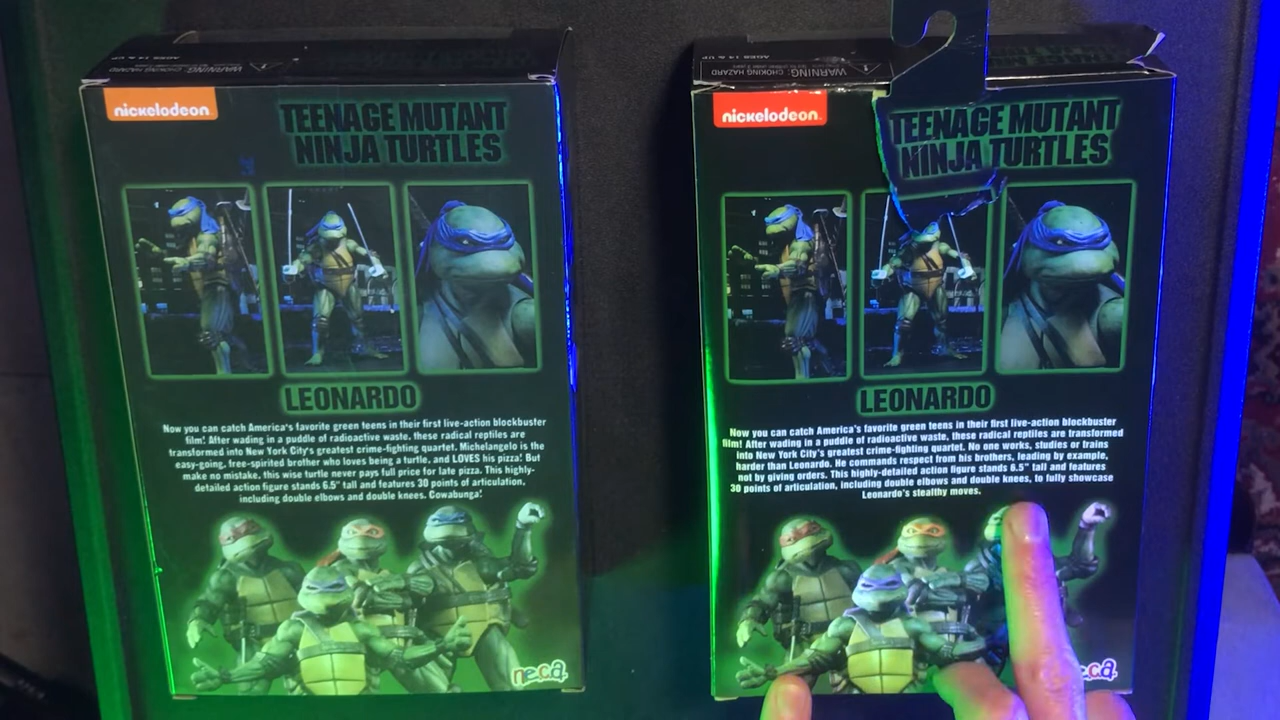 WARNING: CHOKING HAZARD
nickelodeon
TEENAGE MUTANT
NINJA TURTLES
LEONARDO
Now you can catch America's favorite green teens in their first live-action blockbuster
film! After wading in a puddle of radioactive waste, these radical reptiles are
transformed into New York City's greatest crime-fighting quartet. Michelangelo is the
easy-going, free-spirited brother who loves being a turtle, and LOVES his pizza! But
make no mistake, this wise turtle never pays full price for late pizza. This highly-
detailed action figure stands 6.5" tall and features 30 points of articulation,
including double elbows and double knees. Cowabunga!
neca
WARNING: CHOKING HAZARD
nickelodeon
TEENAGE MUTANT
NINJA TURTLES
LEONARDO
Now you can catch America's favorite green teens in their first live-action blockbuster
film! After wading in a puddle of radioactive waste, these radical reptiles are transformed
into New York City's greatest crime-fighting quartet. No one works, studies or trains
harder than Leonardo. He commands respect from his brothers, leading by example,
not by giving orders. This highly-detailed action figure stands 6.5" tall and features
30 points of articulation, including double elbows and double knees, to fully showcase
Leonardo's stealthy moves.